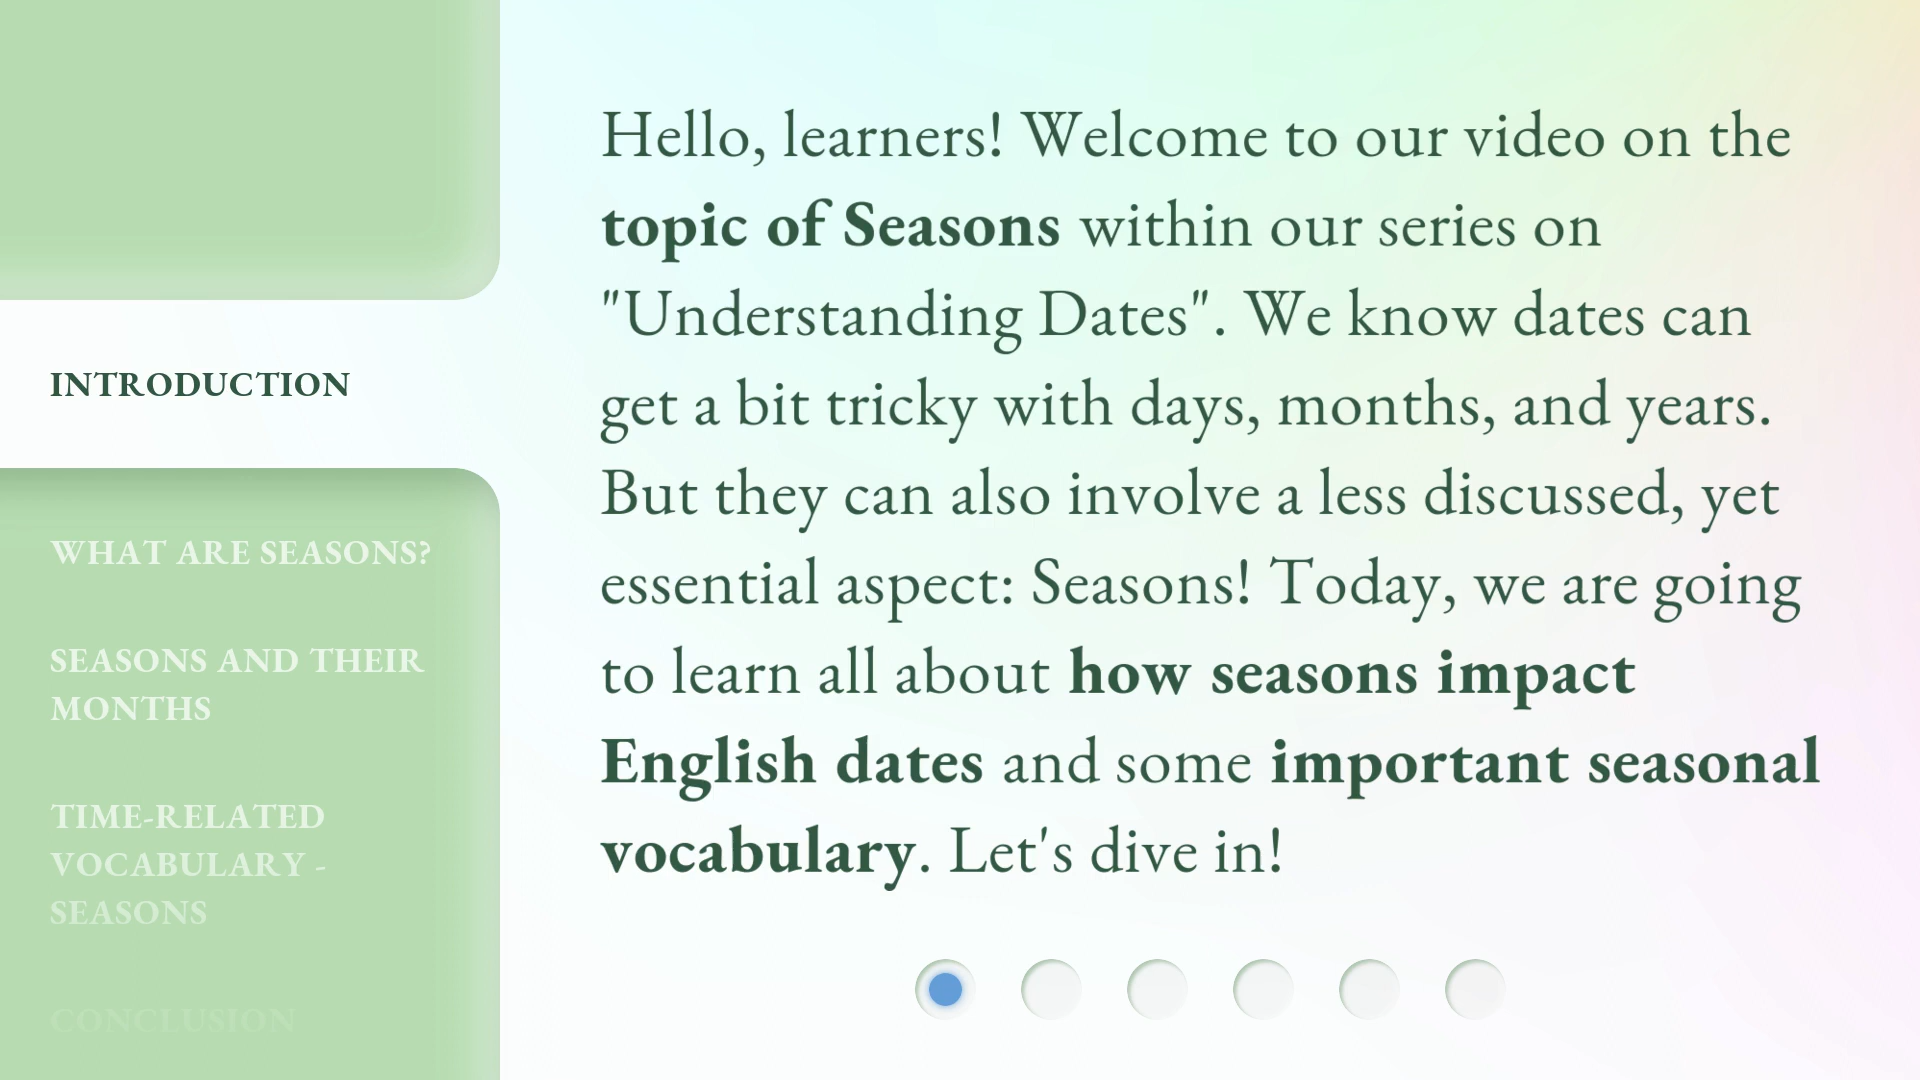 INTRODUCTION
WHAT ARE SEASONS?
SEASONS AND THEIR
MONTHS
TIME-RELATED
VOCABULARY -
SEASONS
CONCLUSION
Hello, learners! Welcome to our video on the
topic of Seasons within our series on
"Understanding Dates". We know dates can
get a bit tricky with days, months, and years.
But they can also involve a less discussed, yet
essential aspect: Seasons! Today, we are going
to learn all about how seasons impact
English dates and some important seasonal
vocabulary. Let's dive in!